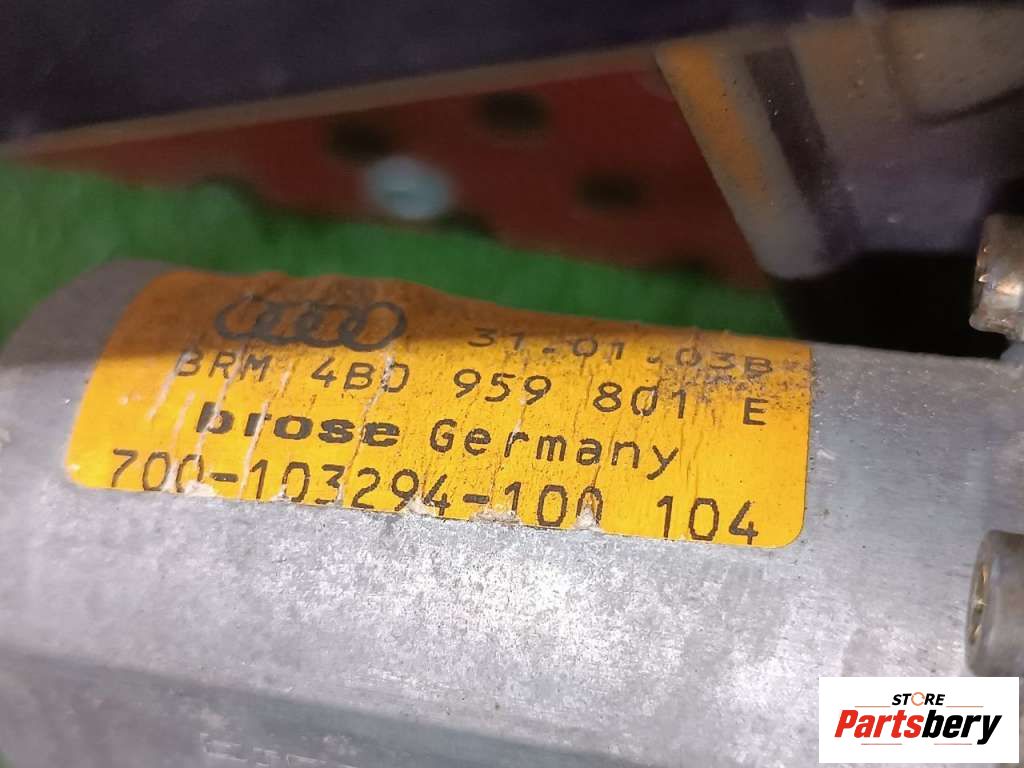 31.01.03B
BRM 4B0 959 801 E
brose Germany
700-103294-100 104
STORE
Partsbery